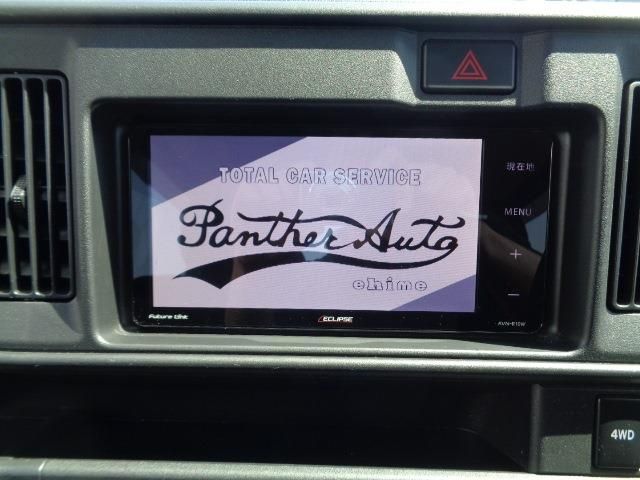 TOTAL CAR SERVICE
現在地
Panther Auto
MENU
ehime
+
−
Future Link
ECLIPSE
AVN-R10W
4WD